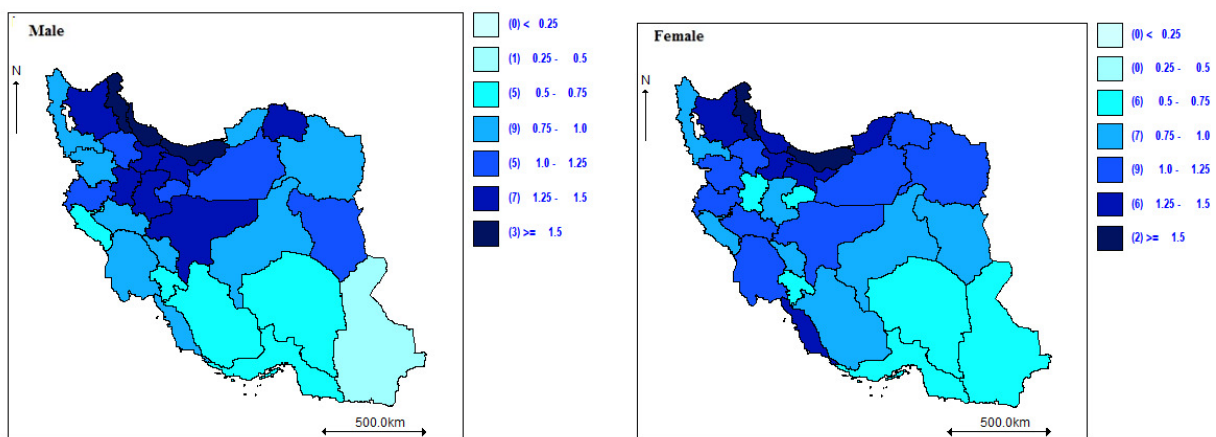 Male
N
500.0km
(0) < 0.25
(1) 0.25 - 0.5
(5) 0.5 - 0.75
(9) 0.75 - 1.0
(5) 1.0 - 1.25
(7) 1.25 - 1.5
(3) >= 1.5
Female
N
500.0km
(0) < 0.25
(0) 0.25 - 0.5
(6) 0.5 - 0.75
(7) 0.75 - 1.0
(9) 1.0 - 1.25
(6) 1.25 - 1.5
(2) >= 1.5